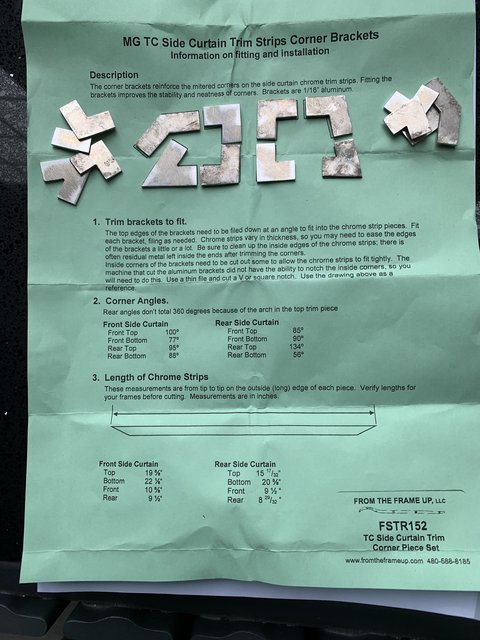 MG TC Side Curtain Trim Strips Corner Brackets
Information on fitting and installation
Description
The corner brackets reinforce the mitered corners on the side curtain chrome trim strips. Fitting the
brackets improves the stability and neatness of corners. Brackets are 1/16" aluminum.
1. Trim brackets to fit.
The top edges of the brackets need to be filed down at an angle to fit into the chrome strip pieces. Fit
each bracket, filing as needed. Chrome strips vary in thickness, so you may need to ease the edges
of the brackets a little or a lot. Be sure to clean up the inside edges of the chrome strips; there is
often residual metal left inside the ends after trimming the corners.
Inside corners of the brackets need to be cut out some to allow the chrome strips to fit tightly. The
machine that cut the aluminum brackets did not have the ability to notch the inside corners, so you
will need to do this. Use a thin file and cut a V or square notch. Use the drawing above as a
reference.
2. Corner Angles.
Rear angles don't total 360 degrees because of the arch in the top trim piece
Front Side Curtain
Front Top 100º
Front Bottom 77º
Rear Top 95º
Rear Bottom 88º
Rear Side Curtain
Front Top 85º
Front Bottom 90º
Rear Top 134º
Rear Bottom 56º
3. Length of Chrome Strips
These measurements are from tip to tip on the outside (long) edge of each piece. Verify lengths for
your frames before cutting. Measurements are in inches.
Front Side Curtain
Top 19
Bottom 22
Front 10
Rear 9 ½"
Rear Side Curtain
Top 15 17/32"
Bottom 20
Front 9 ½"
Rear 8 29/32"
FROM THE FRAME UP, LLC
FSTR152
TC Side Curtain Trim
Corner Piece Set
www.fromtheframeup.com 480-588-8185